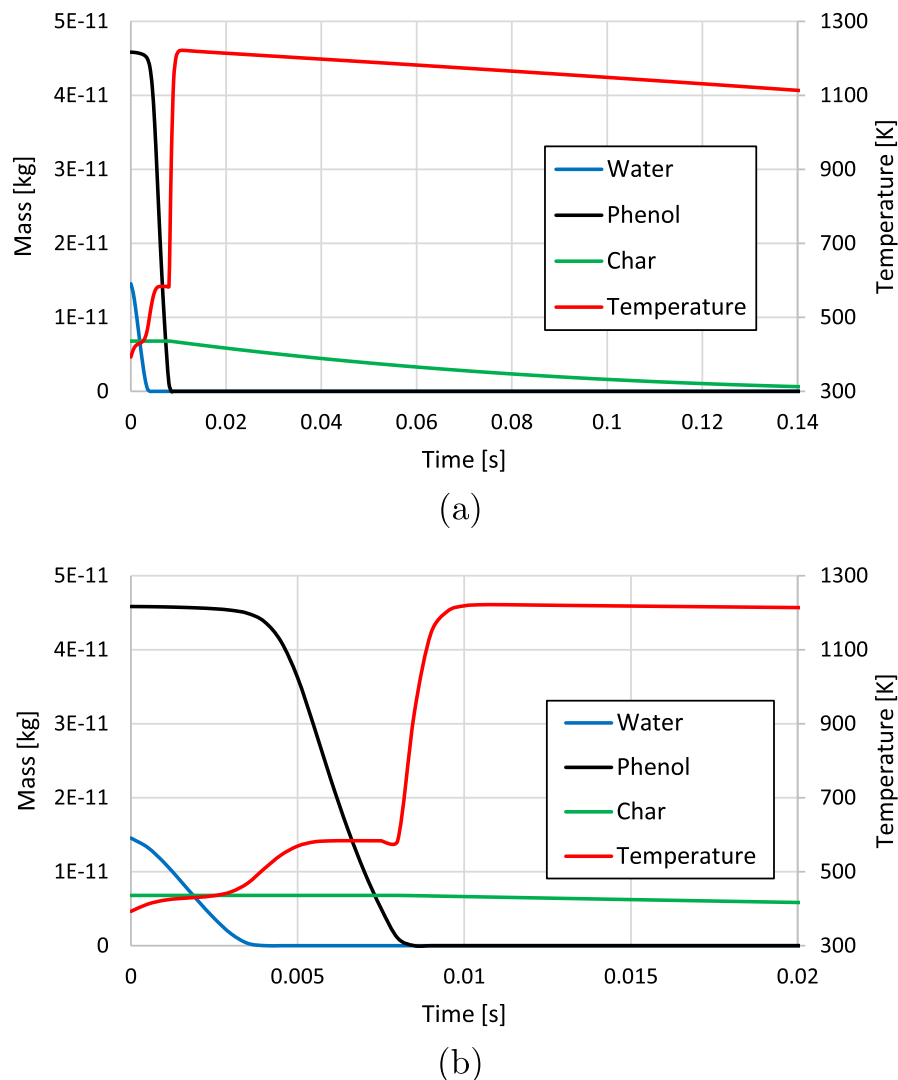 5E-11
4E-11
3E-11
2E-11
1E-11
0
Mass [kg]
1300
1100
900
700
500
300
Temperature [K]
Water
Phenol
Char
Temperature
0 0.02 0.04 0.06 0.08 0.1 0.12 0.14
Time [s]
(a)
5E-11
4E-11
3E-11
2E-11
1E-11
0
Mass [kg]
1300
1100
900
700
500
300
Temperature [K]
Water
Phenol
Char
Temperature
0 0.005 0.01 0.015 0.02
Time [s]
(b)